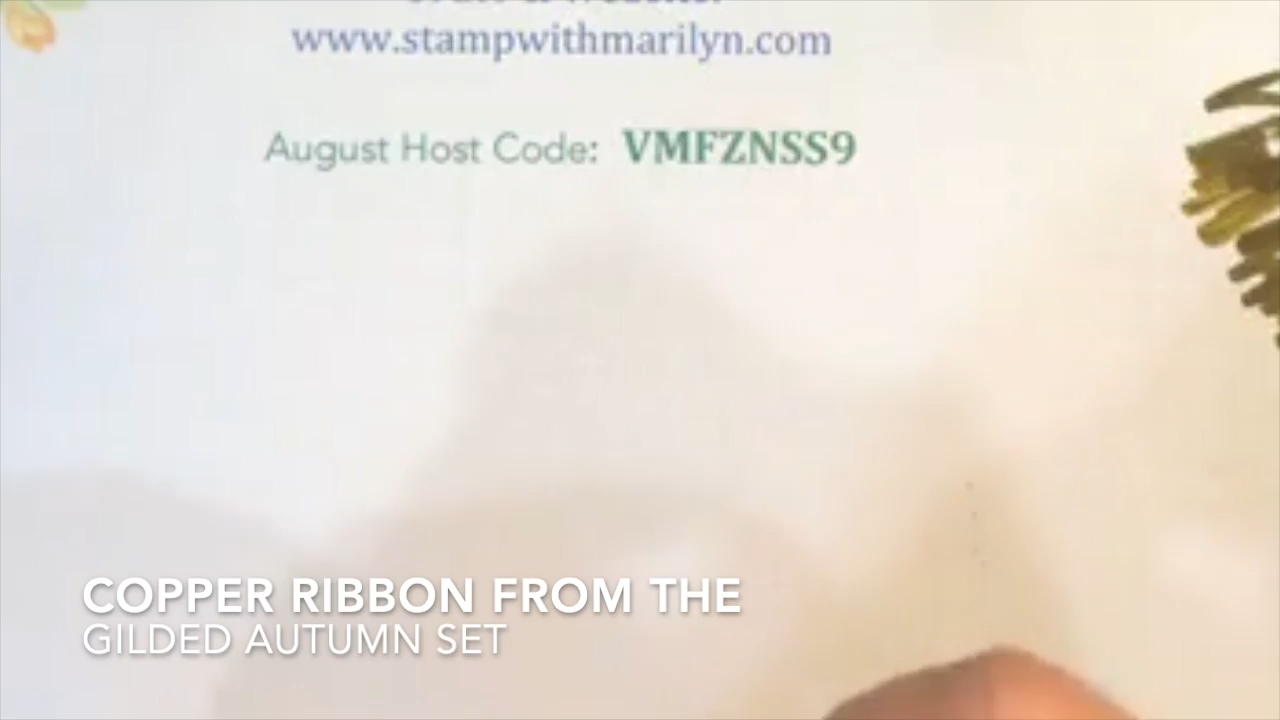 www.stampwithmarilyn.com
August Host Code: VMFZNSS9
COPPER RIBBON FROM THE
GILDED AUTUMN SET